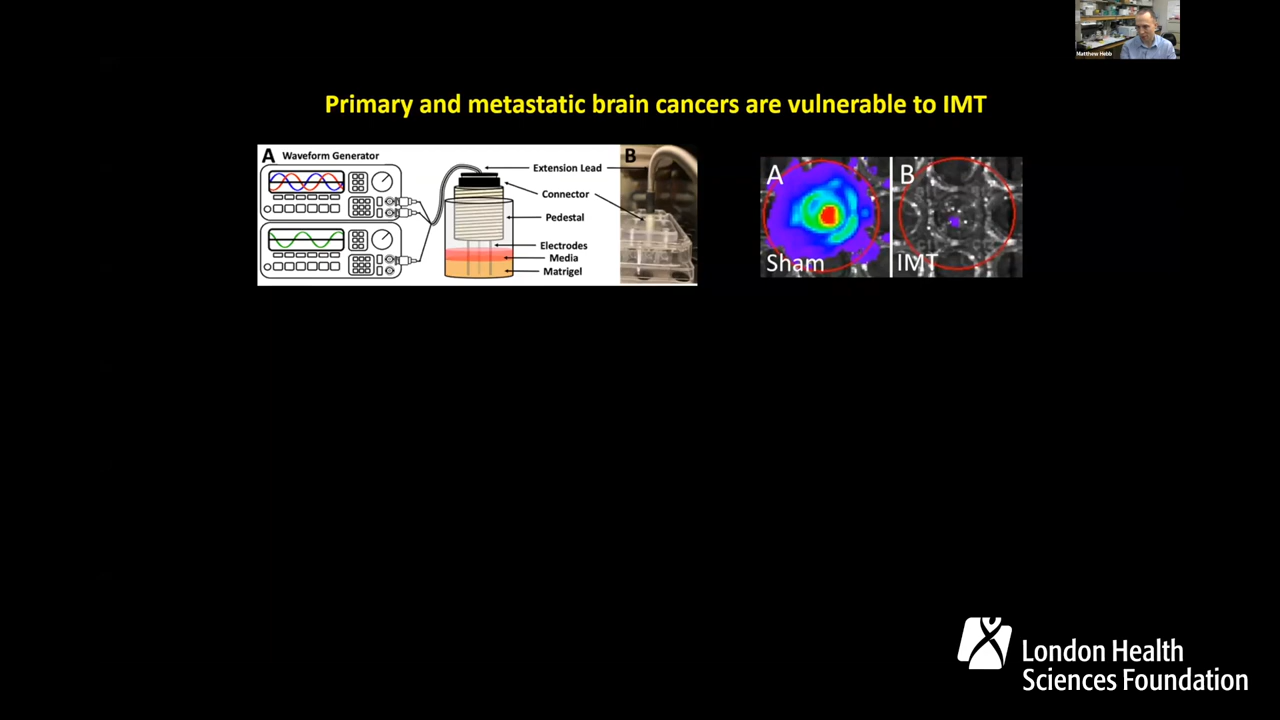 Matthew Hebb
Primary and metastatic brain cancers are vulnerable to IMT
A Waveform Generator
Extension Lead
Connector
Pedestal
Electrodes
Media
Matrigel
B
A
Sham
B
IMT
London Health
Sciences Foundation